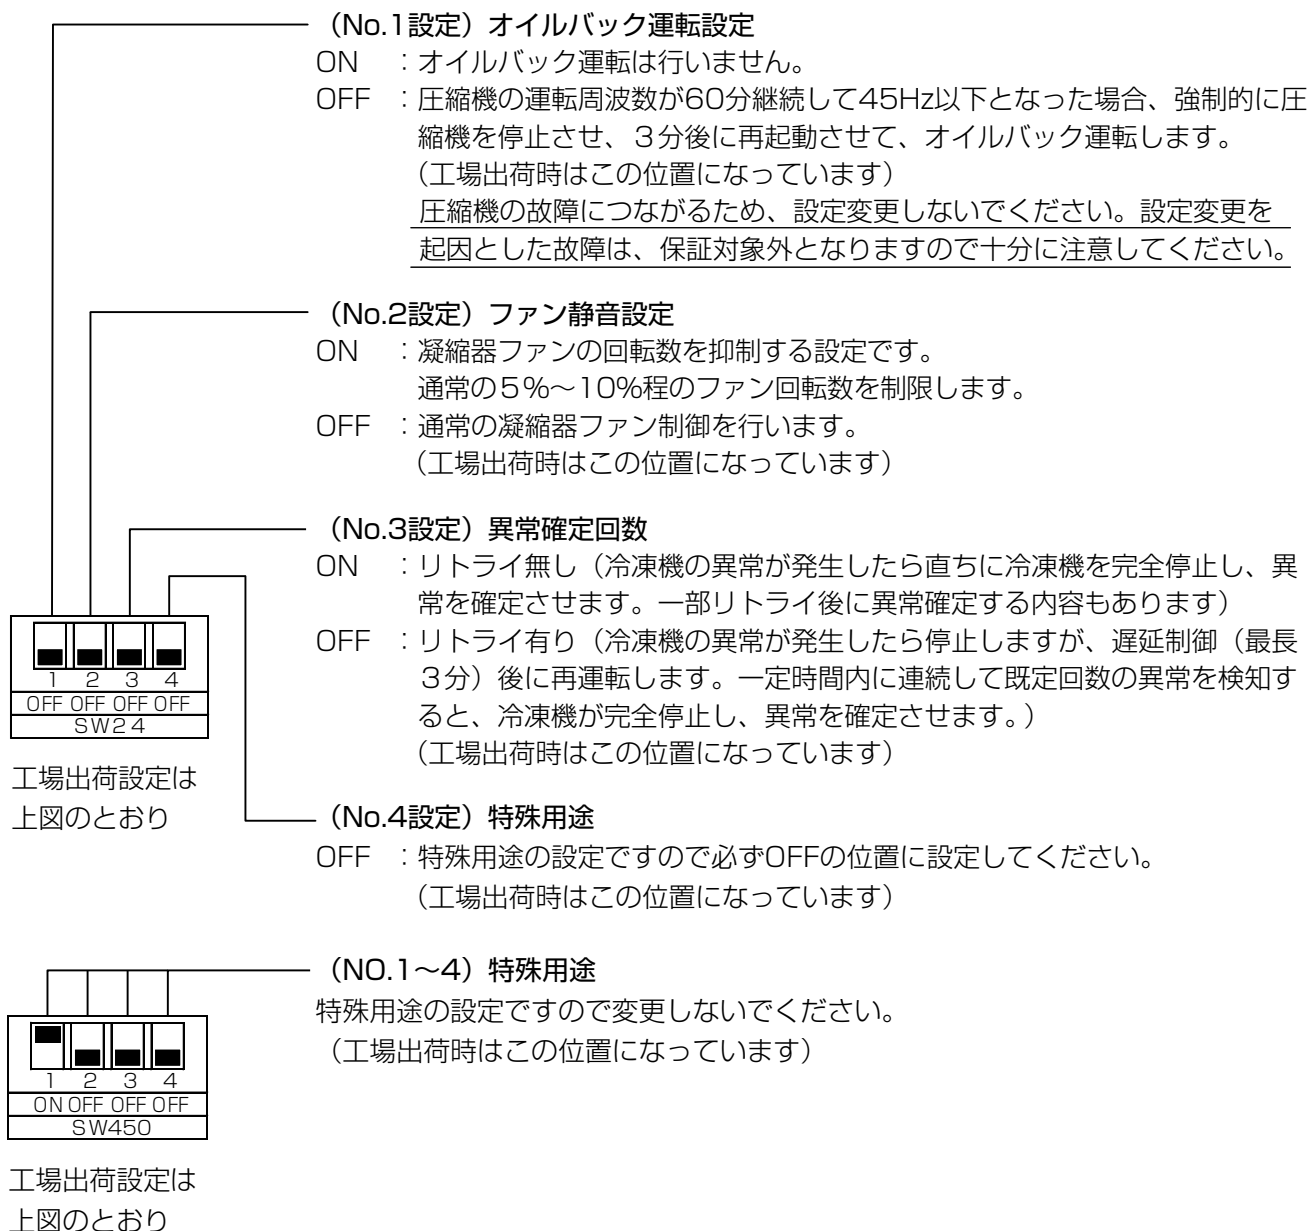 （No.1設定）オイルバック運転設定
ON ：オイルバック運転は行いません。
OFF ：圧縮機の運転周波数が60分継続して45Hz以下となった場合、強制的に圧
縮機を停止させ、３分後に再起動させて、オイルバック運転します。
（工場出荷時はこの位置になっています）
圧縮機の故障につながるため、設定変更しないでください。設定変更を
起因とした故障は、保証対象外となりますので十分に注意してください。
（No.2設定）ファン静音設定
ON ：凝縮器ファンの回転数を抑制する設定です。
通常の５%〜10%程のファン回転数を制限します。
OFF ：通常の凝縮器ファン制御を行います。
（工場出荷時はこの位置になっています）
（No.3設定）異常確定回数
ON ：リトライ無し（冷凍機の異常が発生したら直ちに冷凍機を完全停止し、異
常を確定させます。一部リトライ後に異常確定する内容もあります）
OFF ：リトライ有り（冷凍機の異常が発生したら停止しますが、遅延制御（最長
３分）後に再運転します。一定時間内に連続して既定回数の異常を検知す
ると、冷凍機が完全停止し、異常を確定させます。）
（工場出荷時はこの位置になっています）
1 2 3 4
OFF OFF OFF OFF
SW24
工場出荷設定は
上図のとおり
（No.4設定）特殊用途
OFF ：特殊用途の設定ですので必ずOFFの位置に設定してください。
（工場出荷時はこの位置になっています）
（NO.1〜4）特殊用途
特殊用途の設定ですので変更しないでください。
（工場出荷時はこの位置になっています）
1 2 3 4
ON OFF OFF OFF
SW450
工場出荷設定は
上図のとおり